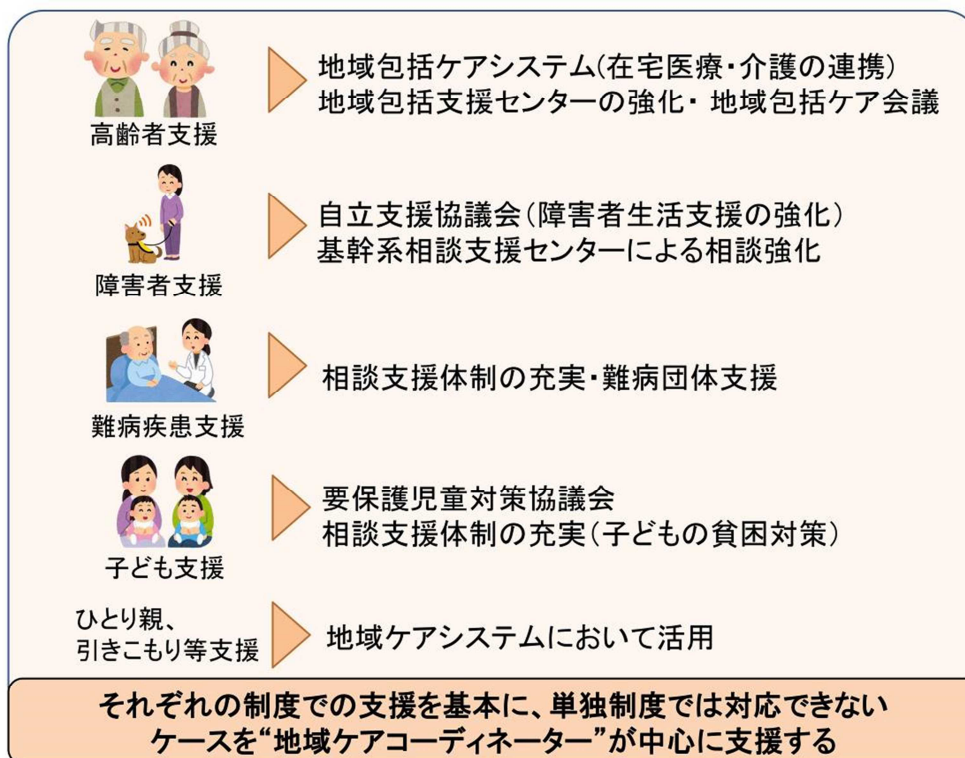 高齢者支援
地域包括ケアシステム(在宅医療・介護の連携)
地域包括支援センターの強化・ 地域包括ケア会議
障害者支援
自立支援協議会(障害者生活支援の強化)
基幹系相談支援センターによる相談強化
難病疾患支援
相談支援体制の充実・難病団体支援
子ども支援
要保護児童対策協議会
相談支援体制の充実(子どもの貧困対策)
ひとり親、
引きこもり等支援
地域ケアシステムにおいて活用
それぞれの制度での支援を基本に、単独制度では対応できない
ケースを“地域ケアコーディネーター”が中心に支援する